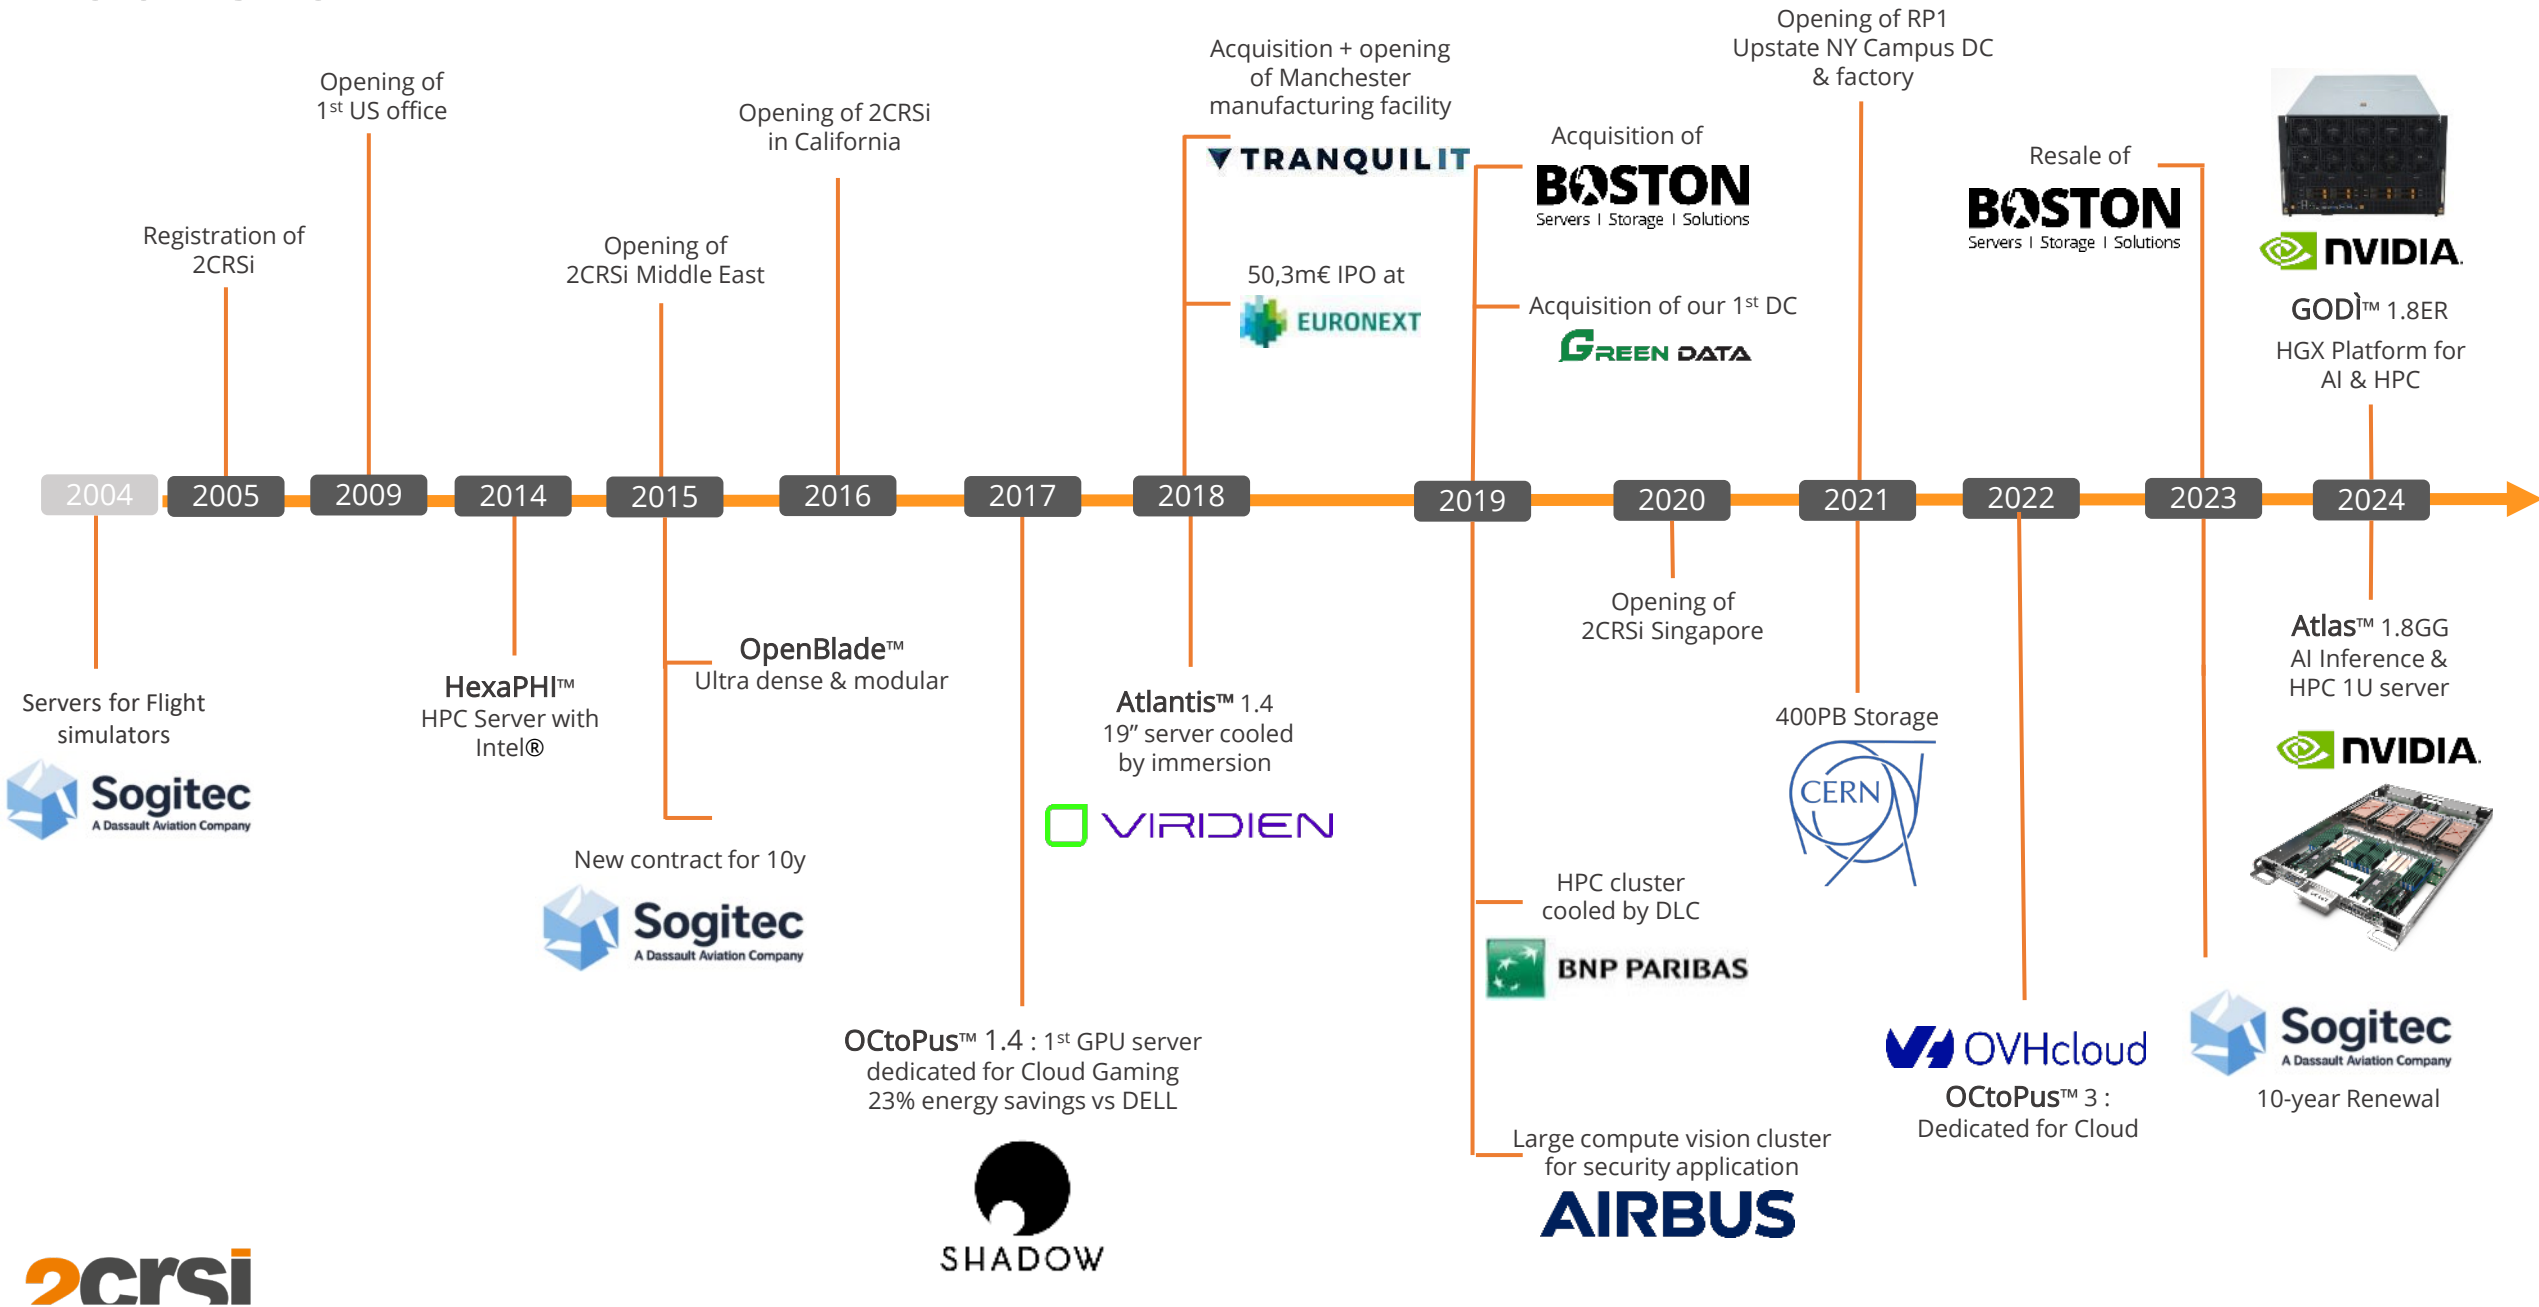 Opening of
1st US office
Registration of
2CRSi
Opening of
2CRSi Middle East
Opening of 2CRSi
in California
Acquisition + opening
of Manchester
manufacturing facility
TRANQUIL IT
50,3m€ IPO at
EURONEXT
Acquisition of
BOSTON
Servers | Storage | Solutions
Acquisition of our 1st DC
GREEN DATA
Opening of RP1
Upstate NY Campus DC
& factory
Resale of
BOSTON
Servers | Storage | Solutions
NVIDIA.
GODÌ™ 1.8ER
HGX Platform for
AI & HPC
2004
2005
2009
2014
2015
2016
2017
2018
2019
2020
2021
2022
2023
2024
Servers for Flight
simulators
Sogitec
A Dassault Aviation Company
HexaPHI™
HPC Server with
Intel®
OpenBlade™
Ultra dense & modular
New contract for 10y
Sogitec
A Dassault Aviation Company
OCtoPus™ 1.4 : 1st GPU server
dedicated for Cloud Gaming
23% energy savings vs DELL
SHADOW
Atlantis™ 1.4
19” server cooled
by immersion
VIRIDIEN
HPC cluster
cooled by DLC
BNP PARIBAS
Large compute vision cluster
for security application
AIRBUS
Opening of
2CRSi Singapore
400PB Storage
CERN
OVHcloud
OCtoPus™ 3 :
Dedicated for Cloud
Sogitec
A Dassault Aviation Company
10-year Renewal
Atlas™ 1.8GG
AI Inference &
HPC 1U server
NVIDIA.
2crsi